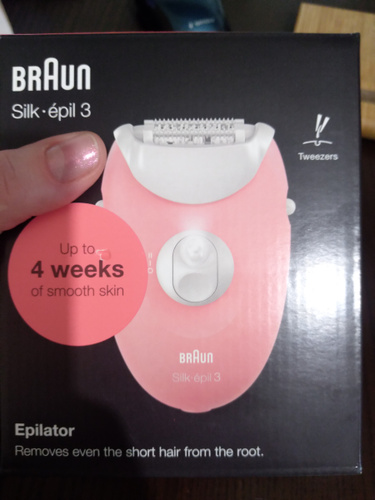 BRAUN
Silk·épil 3
Tweezers
Up to
4 weeks
of smooth skin
BRAUN
Silk·épil 3
Epilator
Removes even the short hair from the root.